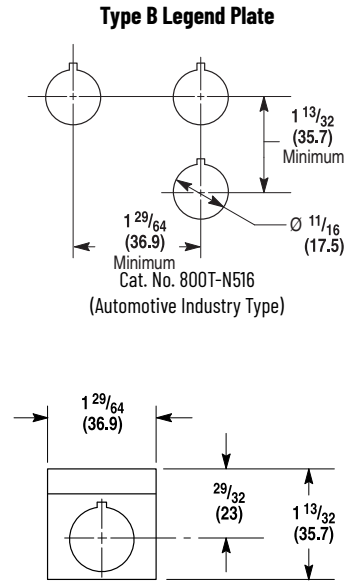 Type B Legend Plate
1 13/32
(35.7)
Minimum
1 29/64
(36.9)
Minimum
Ø 11/16
(17.5)
Cat. No. 800T-N516
(Automotive Industry Type)
1 29/64
(36.9)
29/32
(23)
1 13/32
(35.7)